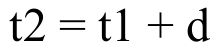 t2 = t1 + d